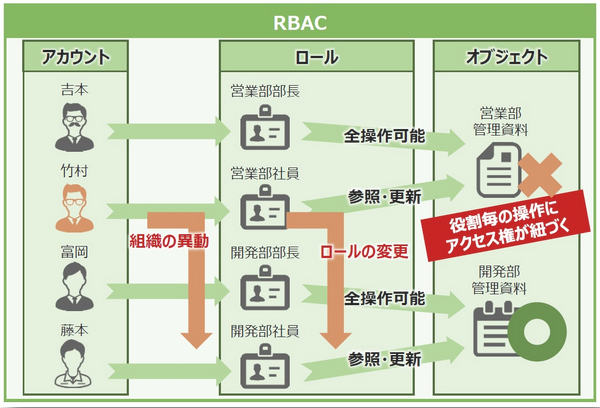 RBAC
アカウント
ロール
オブジェクト
吉本
営業部部長
全操作可能
営業部
管理資料
竹村
営業部社員
参照・更新
役割毎の操作に
アクセス権が紐づく
組織の異動
ロールの変更
富岡
開発部部長
全操作可能
開発部
管理資料
藤本
開発部社員
参照・更新